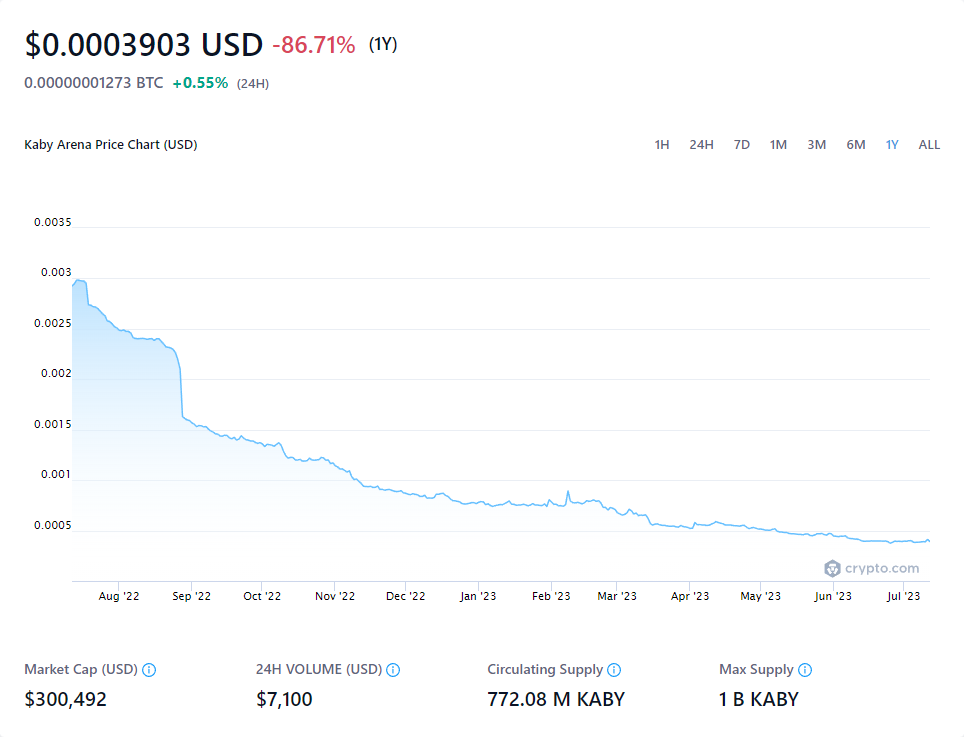 $0.0003903 USD -86.71% (1Y)
0.00000001273 BTC +0.55% (24H)
Kaby Arena Price Chart (USD) 1H 24H 7D 1M 3M 6M 1Y ALL
0.0035
0.003
0.0025
0.002
0.0015
0.001
0.0005
crypto.com
Aug '22 Sep '22 Oct '22 Nov '22 Dec '22 Jan '23 Feb '23 Mar '23 Apr '23 May '23 Jun '23 Jul '23
Market Cap (USD) 24H VOLUME (USD) Circulating Supply Max Supply
$300,492 $7,100 772.08 M KABY 1 B KABY